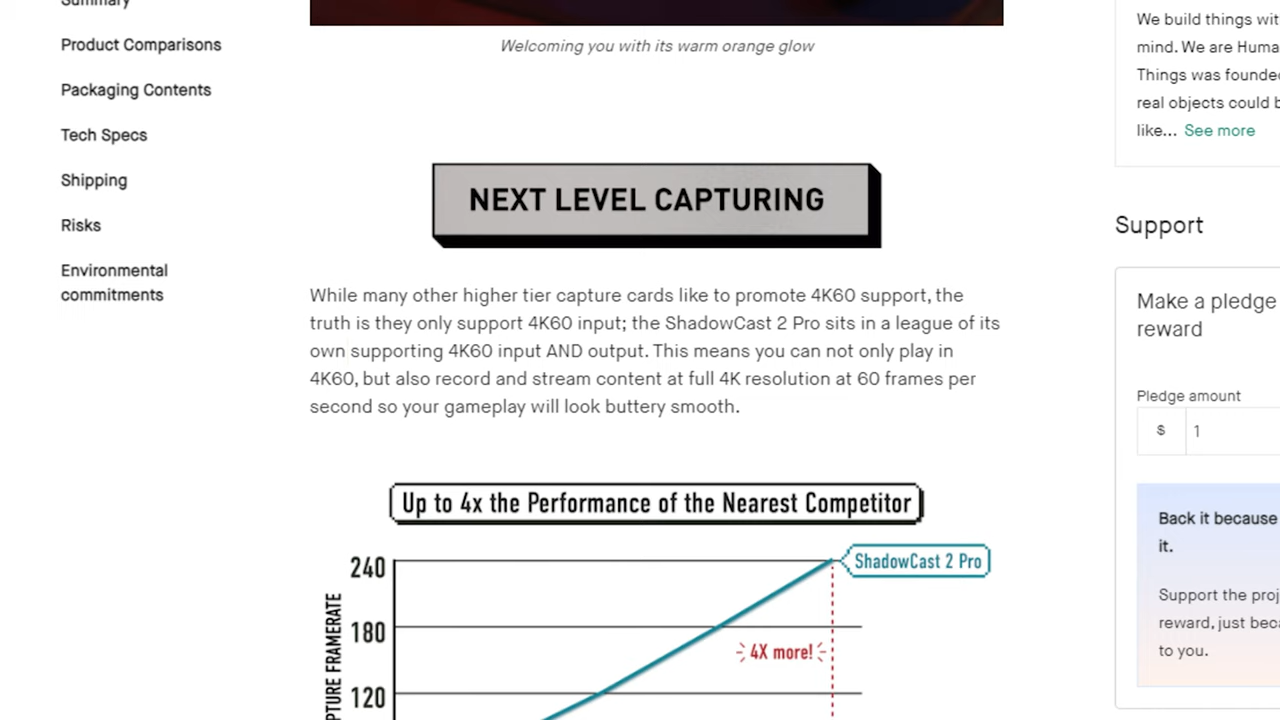 Summary
Product Comparisons
Packaging Contents
Tech Specs
Shipping
Risks
Environmental
commitments
Welcoming you with its warm orange glow
NEXT LEVEL CAPTURING
While many other higher tier capture cards like to promote 4K60 support, the
truth is they only support 4K60 input; the ShadowCast 2 Pro sits in a league of its
own supporting 4K60 input AND output. This means you can not only play in
4K60, but also record and stream content at full 4K resolution at 60 frames per
second so your gameplay will look buttery smooth.
Up to 4x the Performance of the Nearest Competitor
240
180
120
ShadowCast 2 Pro
4X more!
PTURE FRAMERATE
We build things wit
mind. We are Huma
Things was founde
real objects could b
like... See more
Support
Make a pledge
reward
Pledge amount
$ 1
Back it because
it.
Support the proj
reward, just beca
to you.